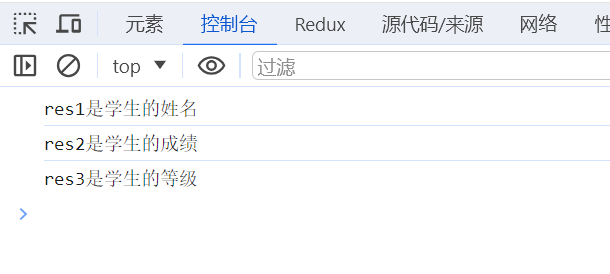 元素 控制台 Redux 源代码/来源 网络
top 过滤
res1是学生的姓名
res2是学生的成绩
res3是学生的等级